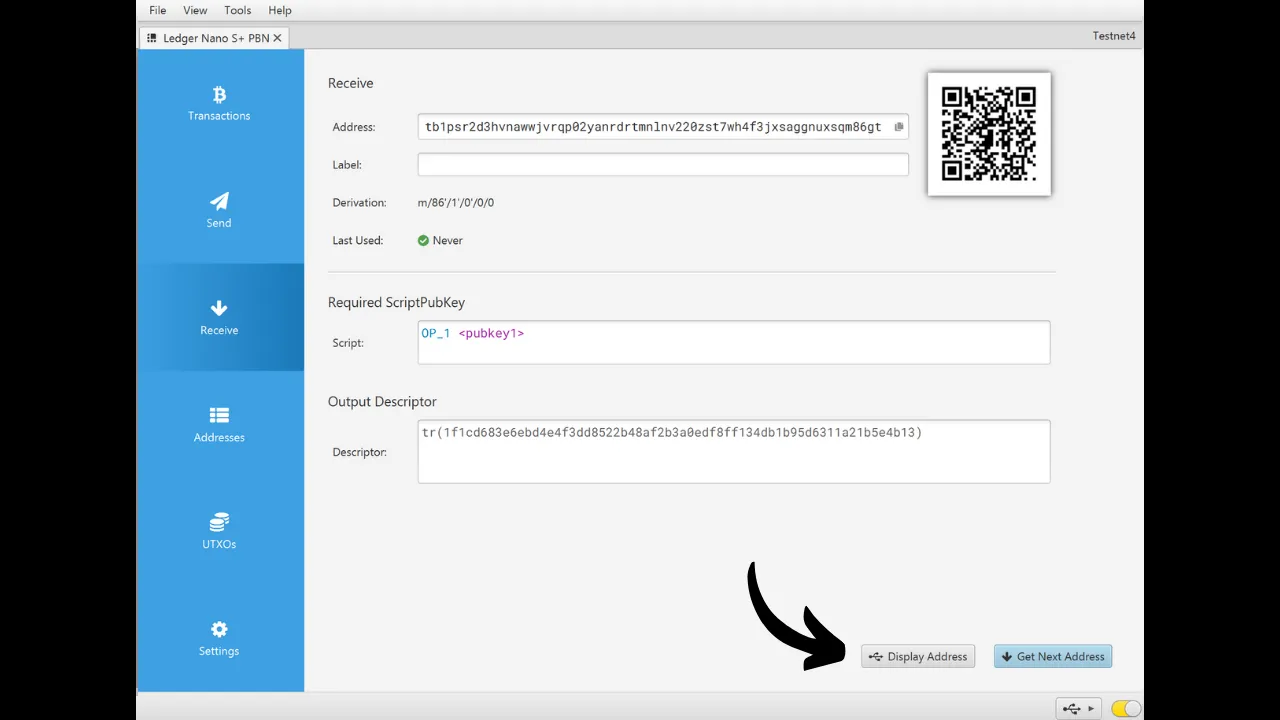 File View Tools Help
Ledger Nano S+ PBN
Testnet4
Transactions
Send
Receive
Addresses
UTXOs
Settings
Receive
Address: tb1psr2d3hvnawwjvrqp02yanrdrtmnlnv220zst7wh4f3jxsaggnuxsqm86gt
Label:
Derivation: m/86'/1'/0'/0/0
Last Used: Never
Required ScriptPubKey
Script: OP_1 <pubkey1>
Output Descriptor
Descriptor: tr(1f1cd683e6ebd4e4f3dd8522b48af2b3a0edf8ff134db1b95d6311a21b5e4b13)
Display Address
Get Next Address